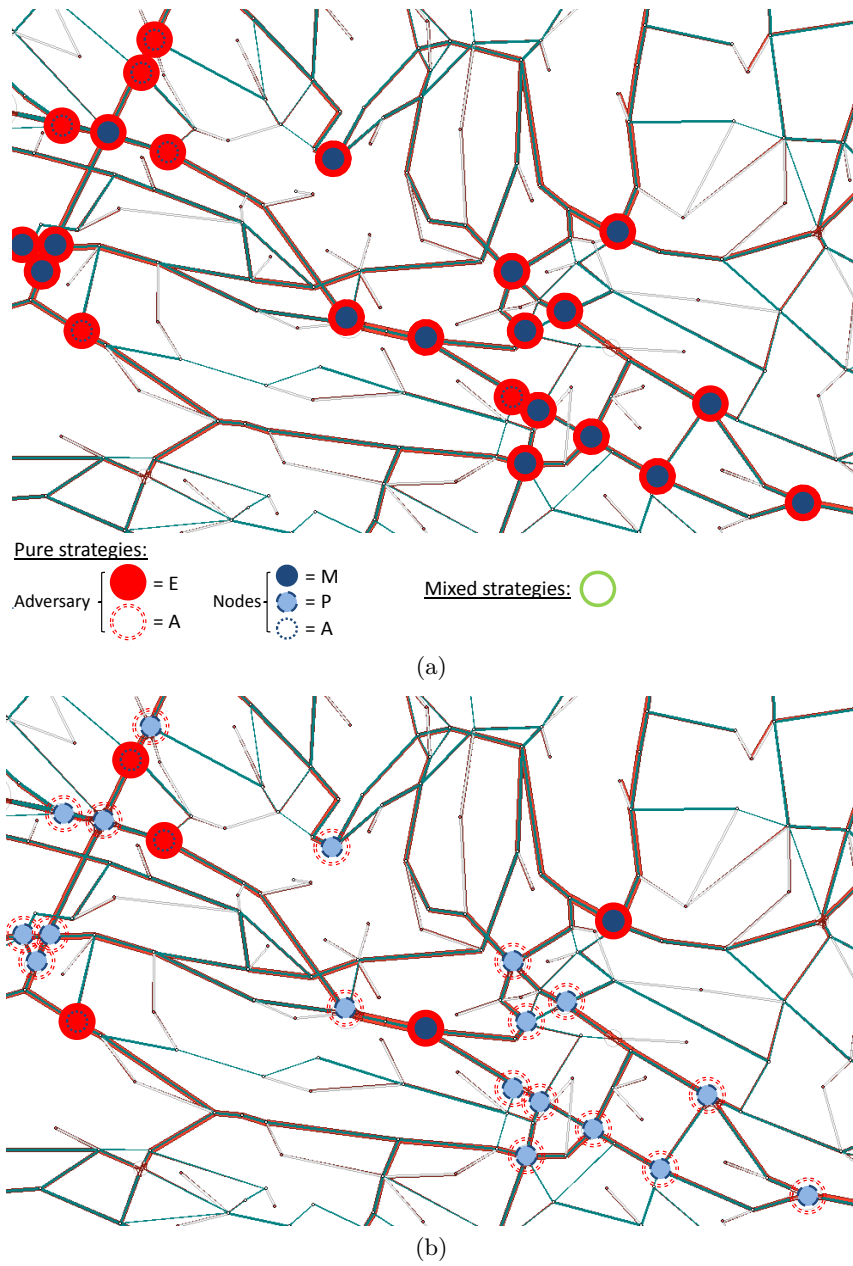 Pure strategies:
Adversary
= E
= A
Nodes
= M
= P
= A
Mixed strategies:
(a)
(b)